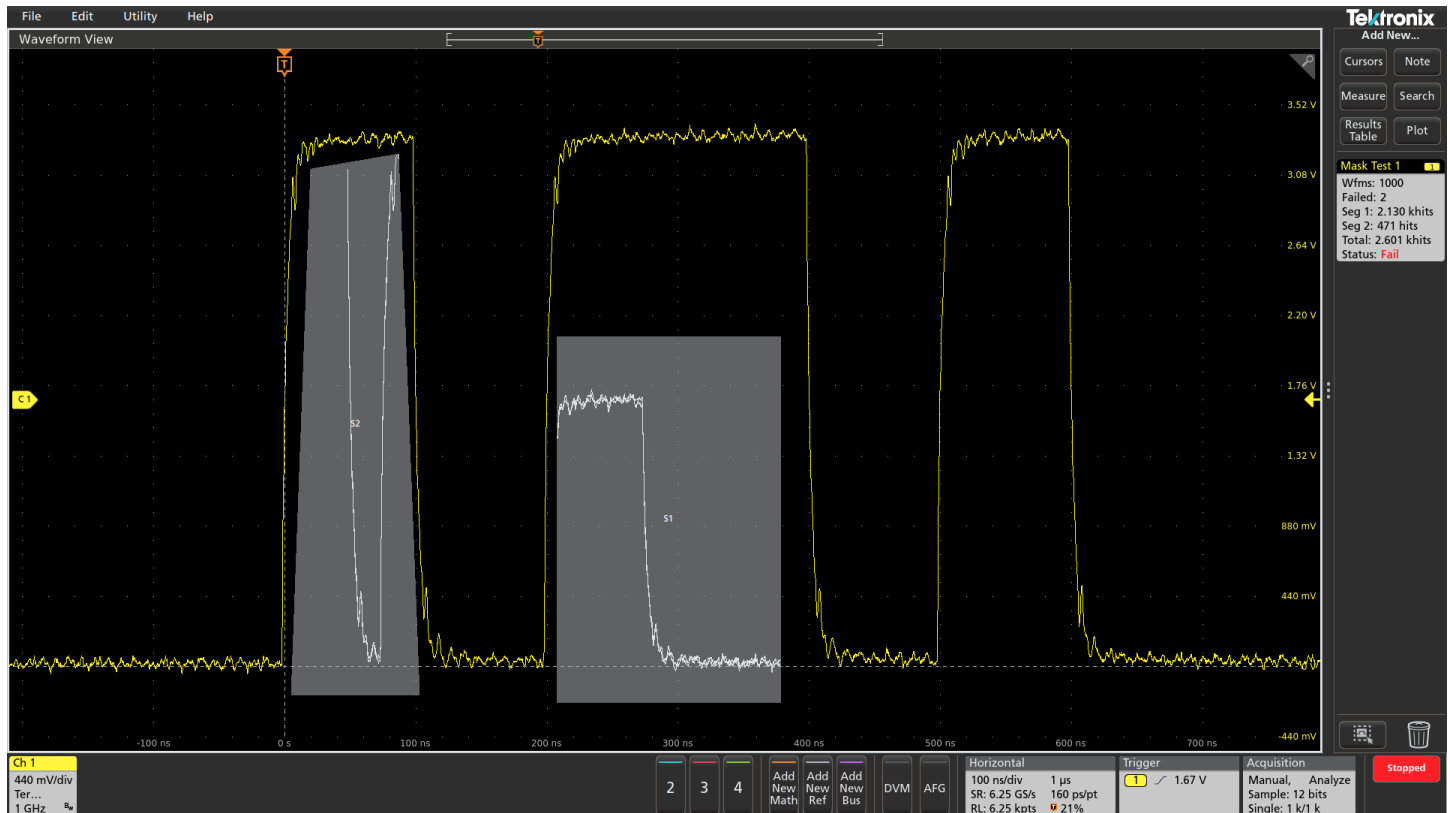 File Edit Utility Help
Tektronix
Waveform View
Add New...
T
T
Cursors Note
Measure Search
Results Table Plot
Mask Test 1 1
Wfms: 1000
Failed: 2
Seg 1: 2.130 khits
Seg 2: 471 hits
Total: 2.601 khits
Status: Fail
3.52 V
3.08 V
2.64 V
2.20 V
1.76 V
C 1
1.32 V
S2
S1
880 mV
440 mV
-440 mV
-100 ns 0 s 100 ns 200 ns 300 ns 400 ns 500 ns 600 ns 700 ns
Ch 1
440 mV/div
Ter...
1 GHz Bw
2 3 4
Add New Math
Add New Ref
Add New Bus
DVM AFG
Horizontal
100 ns/div 1 µs
SR: 6.25 GS/s 160 ps/pt
RL: 6.25 kpts T 21%
Trigger
1 1.67 V
Acquisition
Manual, Analyze
Sample: 12 bits
Single: 1 k/1 k
Stopped